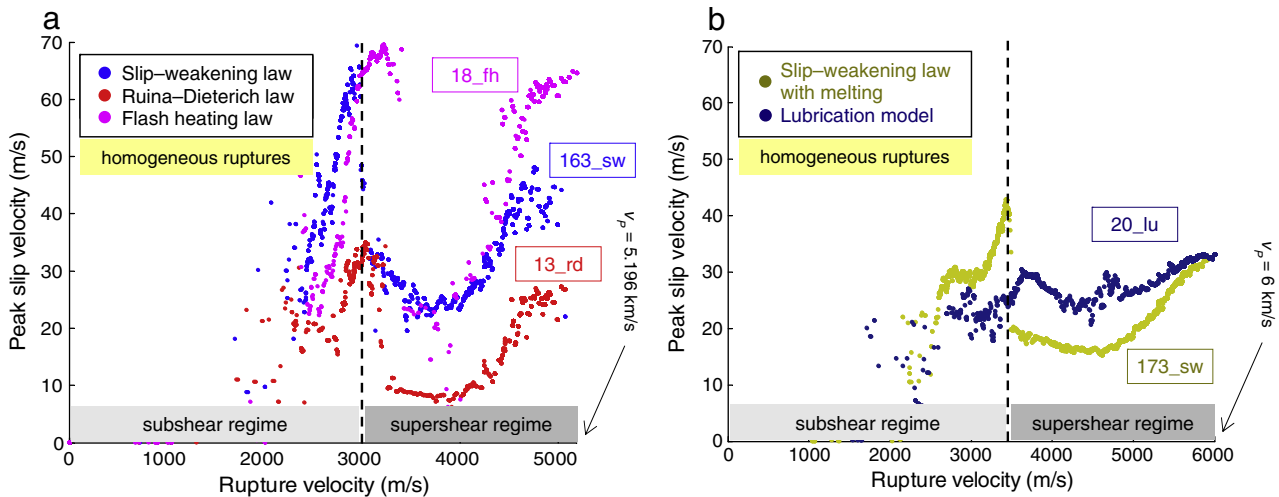 a
Peak slip velocity (m/s)
70
60
50
40
30
20
10
0
Slip–weakening law
Ruina–Dieterich law
Flash heating law
homogeneous ruptures
18_fh
163_sw
13_rd
v_p = 5.196 km/s
subshear regime
supershear regime
0 1000 2000 3000 4000 5000
Rupture velocity (m/s)
b
Peak slip velocity (m/s)
70
60
50
40
30
20
10
0
Slip–weakening law
with melting
Lubrication model
homogeneous ruptures
20_lu
173_sw
v_p = 6 km/s
subshear regime
supershear regime
0 1000 2000 3000 4000 5000 6000
Rupture velocity (m/s)